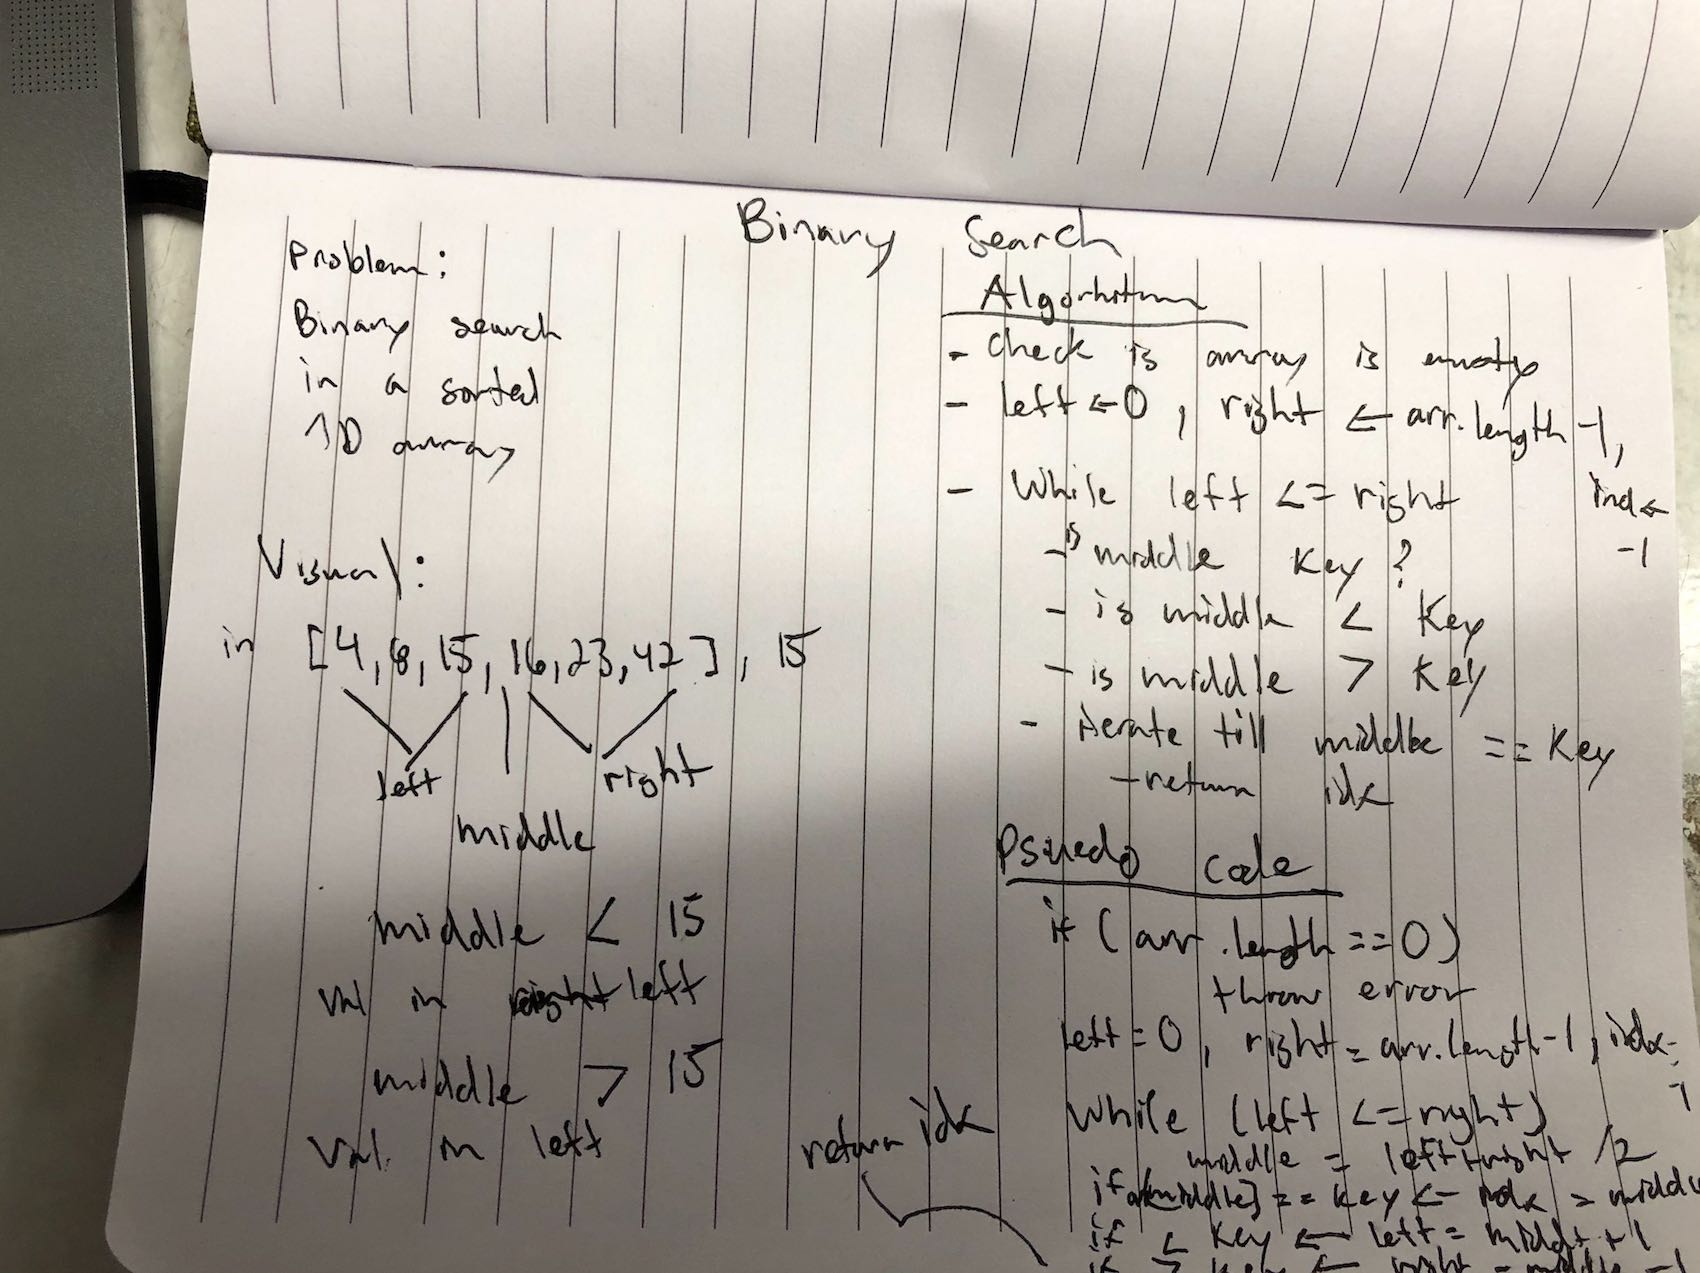 Binary Search
Problem:
Binary search
in a sorted
1D array
Visual:
in [4,8,15,16,23,42], 15
left right
middle
middle < 15
val in right left
middle > 15
val in left
Algorhitm
- Check is array is empty
- left ← 0, right ← arr.length -1,
ind ←
-1
- While left <= right
- is middle Key?
- is middle < Key
- is middle > Key
- iterate till middle == Key
- return idx
Psuedo Code
if (arr.length == 0)
throw error
left = 0, right = arr.length-1, idx =
-1
While (left <= right)
middle = left+right /2
if [middle] == key ← idx = middle
if < Key ← left = middle + 1
if > Key ← right = middle -1
return idx